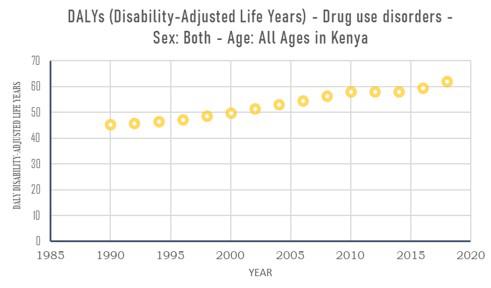 DALYs (Disability-Adjusted Life Years) - Drug use disorders -
Sex: Both - Age: All Ages in Kenya
DALY DISABILITY-ADJUSTED LIFE YEARS
70
60
50
40
30
20
10
0
1985 1990 1995 2000 2005 2010 2015 2020
YEAR